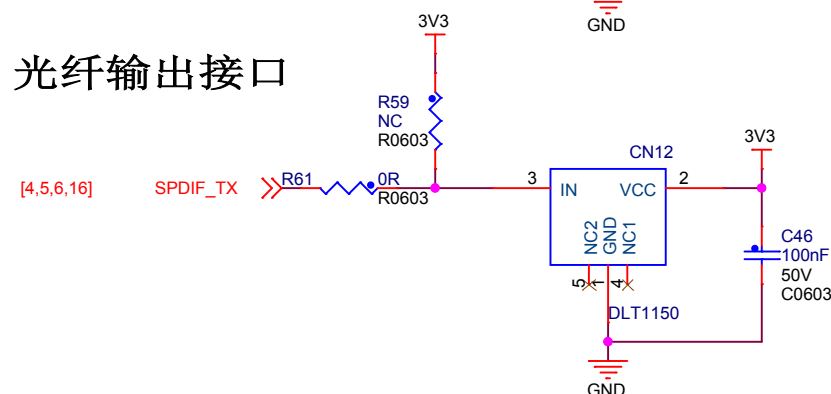 GND
3V3
光纤输出接口
R59
NC
R0603
3V3
CN12
[4,5,6,16]
SPDIF_TX
R61
0R
R0603
3
IN
VCC
2
NC2
GND
NC1
5
1
4
DLT1150
C46
100nF
50V
C0603
GND